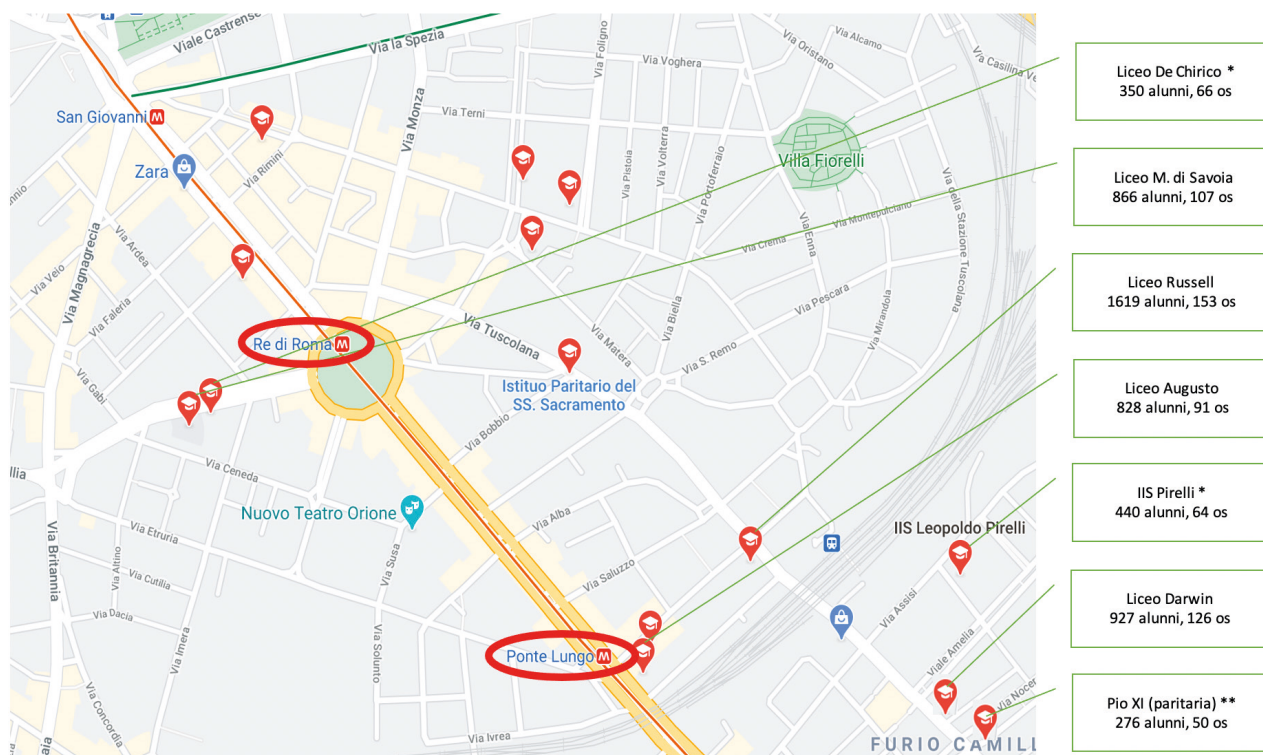 Viale Castrense
Via la Spezia
San Giovanni
Zara
Via Rimini
Via Monza
Via Foligno
Via Voghera
Via Oristano
Via Alcamo
Via Casilina Ve
Via Terni
Via Pistoia
Via Volterra
Via Portoferraio
Villa Fiorelli
Via della Stazione Tuscolana
Via Montepulciano
Via Crema
Via Enna
Via Magnagrecia
Via Ardea
Via Veio
Via Faleria
Via Gabi
Re di Roma
Via Tuscolana
Via Biella
Via Pescara
Via Mirandola
Via Matera
Via S. Remo
Istituo Paritario del
SS. Sacramento
Via Bobbio
llia
Via Ceneda
Nuovo Teatro Orione
Via Etruria
Via Britannia
Via Altino
Via Cutilia
Via Dacia
Via Imera
Via Susa
Via Solunto
Via Concordia
Via Alba
Via Saluzzo
IIS Leopoldo Pirelli
Via Assisi
Viale Amelia
Via Nocer
Ponte Lungo
Via Ivrea
FURIO CAMILL
Liceo De Chirico *
350 alunni, 66 os
Liceo M. di Savoia
866 alunni, 107 os
Liceo Russell
1619 alunni, 153 os
Liceo Augusto
828 alunni, 91 os
IIS Pirelli *
440 alunni, 64 os
Liceo Darwin
927 alunni, 126 os
Pio XI (paritaria) **
276 alunni, 50 os